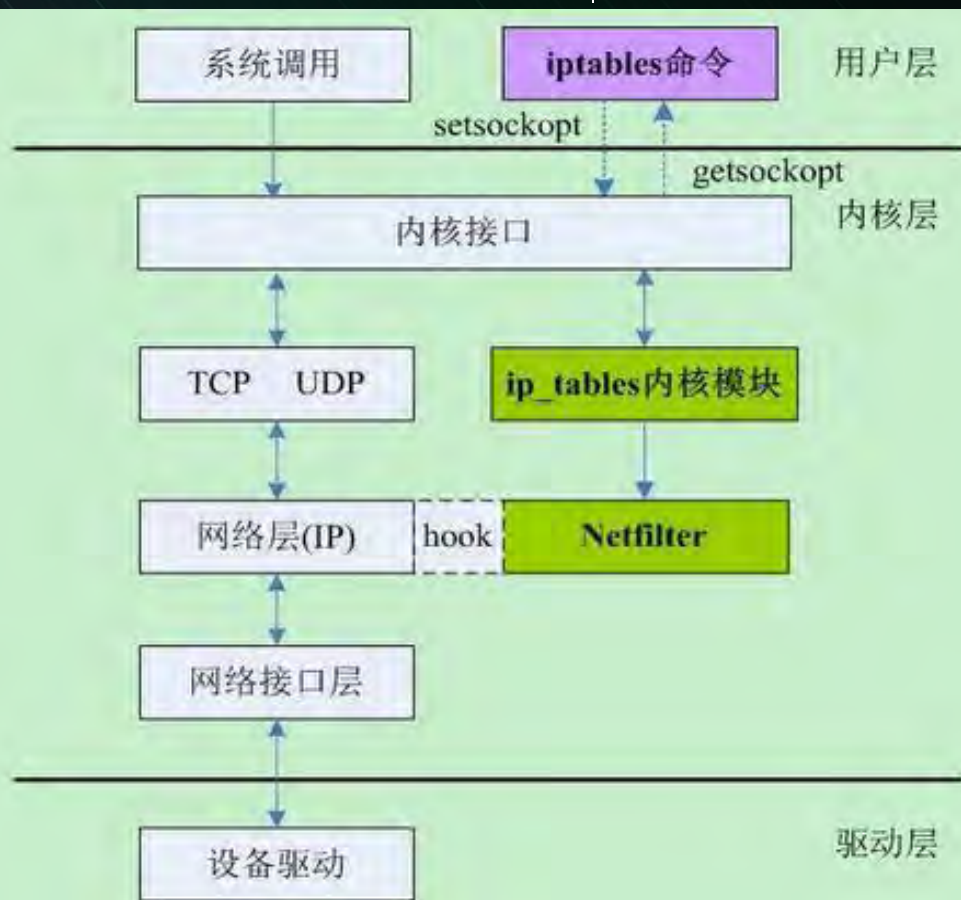 系统调用
iptables命令
用户层
setsockopt
getsockopt
内核层
内核接口
TCP UDP
ip_tables内核模块
网络层(IP)
hook
Netfilter
网络接口层
驱动层
设备驱动